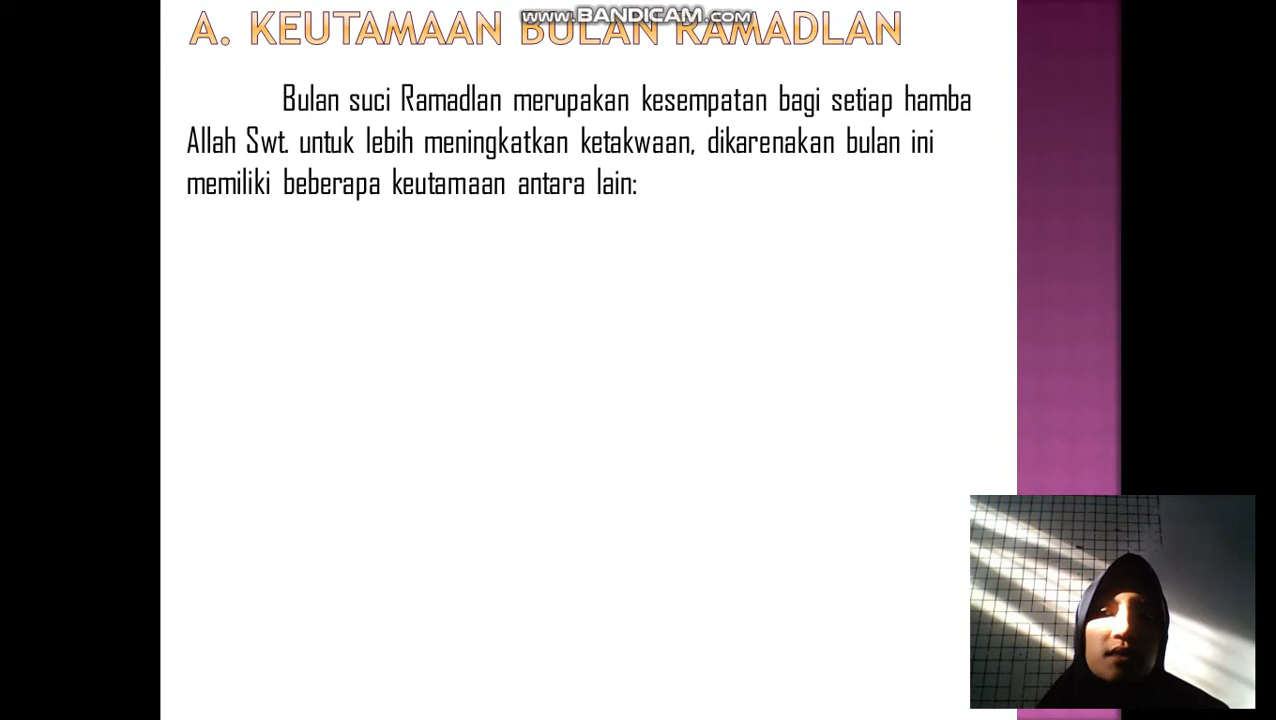 www.BANDICAM.com
A. KEUTAMAAN BULAN RAMADLAN
Bulan suci Ramadlan merupakan kesempatan bagi setiap hamba
Allah Swt. untuk lebih meningkatkan ketakwaan, dikarenakan bulan ini
memiliki beberapa keutamaan antara lain: